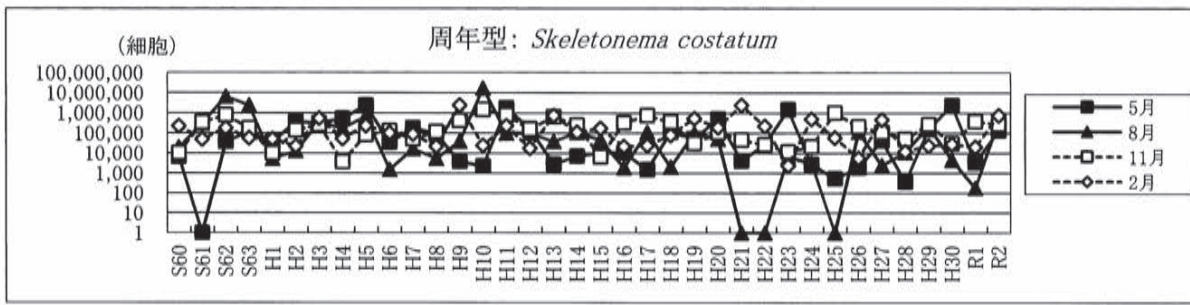 周年型: Skeletonema costatum
(細胞)
100,000,000
10,000,000
1,000,000
100,000
10,000
1,000
100
10
1
S60 S61 S62 S63 H1 H2 H3 H4 H5 H6 H7 H8 H9 H10 H11 H12 H13 H14 H15 H16 H17 H18 H19 H20 H21 H22 H23 H24 H25 H26 H27 H28 H29 H30 R1 R2
5月
8月
11月
2月